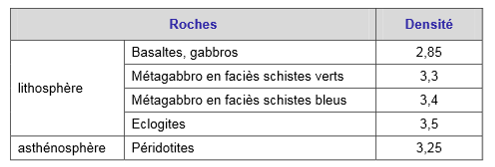 Roches Densité
lithosphère
Basaltes, gabbros 2,85
Métagabbro en faciès schistes verts 3,3
Métagabbro en faciès schistes bleus 3,4
Eclogites 3,5
asthénosphère Péridotites 3,25